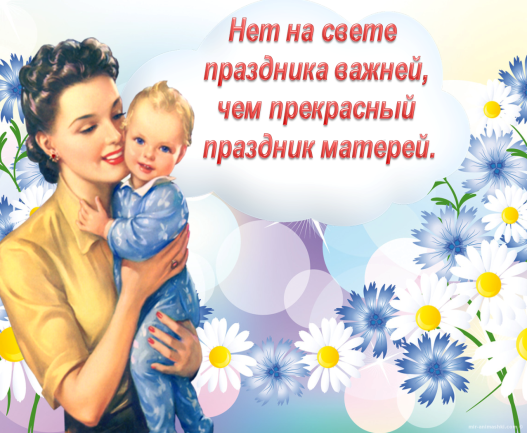 Нет на свете
праздника важней,
чем прекрасный
праздник матерей.